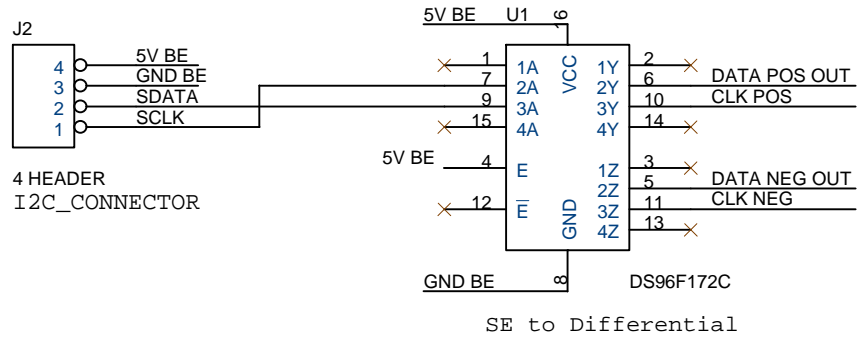 J2
4 5V BE
3 GND BE
2 SDATA
1 SCLK
4 HEADER
I2C_CONNECTOR
5V BE U1 16
VCC
1 1A 1Y 2
7 2A 2Y 6 DATA POS OUT
9 3A 3Y 10 CLK POS
15 4A 4Y 14
5V BE 4 E 1Z 3
2Z 5 DATA NEG OUT
12 E 3Z 11 CLK NEG
4Z 13
GND
GND BE 8 DS96F172C
SE to Differential